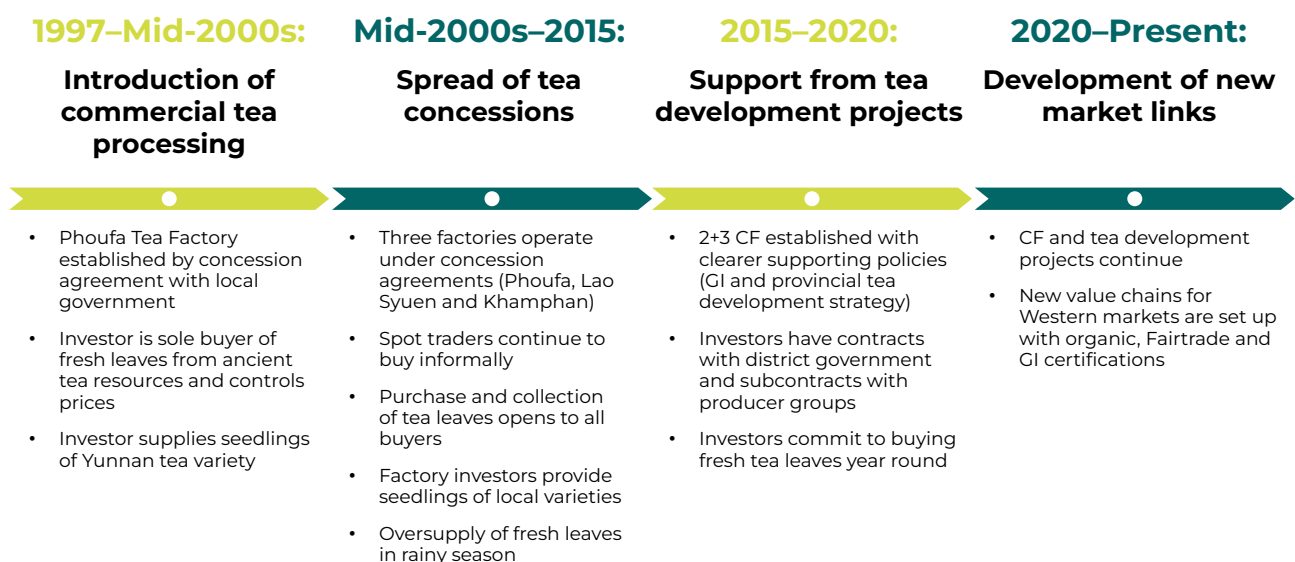 1997–Mid-2000s:
Introduction of
commercial tea
processing
• Phoufa Tea Factory
established by concession
agreement with local
government
• Investor is sole buyer of
fresh leaves from ancient
tea resources and controls
prices
• Investor supplies seedlings
of Yunnan tea variety
Mid-2000s–2015:
Spread of tea
concessions
• Three factories operate
under concession
agreements (Phoufa, Lao
Syuen and Khamphan)
• Spot traders continue to
buy informally
• Purchase and collection
of tea leaves opens to all
buyers
• Factory investors provide
seedlings of local varieties
• Oversupply of fresh leaves
in rainy season
2015–2020:
Support from tea
development projects
• 2+3 CF established with
clearer supporting policies
(GI and provincial tea
development strategy)
• Investors have contracts
with district government
and subcontracts with
producer groups
• Investors commit to buying
fresh tea leaves year round
2020–Present:
Development of new
market links
• CF and tea development
projects continue
• New value chains for
Western markets are set up
with organic, Fairtrade and
GI certifications